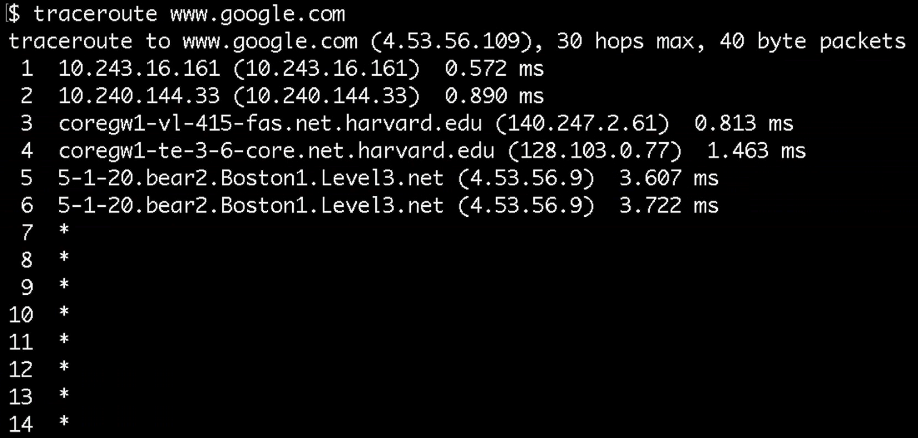 $ traceroute www.google.com
traceroute to www.google.com (4.53.56.109), 30 hops max, 40 byte packets
1 10.243.16.161 (10.243.16.161) 0.572 ms
2 10.240.144.33 (10.240.144.33) 0.890 ms
3 coregw1-vl-415-fas.net.harvard.edu (140.247.2.61) 0.813 ms
4 coregw1-te-3-6-core.net.harvard.edu (128.103.0.77) 1.463 ms
5 5-1-20.bear2.Boston1.Level3.net (4.53.56.9) 3.607 ms
6 5-1-20.bear2.Boston1.Level3.net (4.53.56.9) 3.722 ms
7 *
8 *
9 *
10 *
11 *
12 *
13 *
14 *